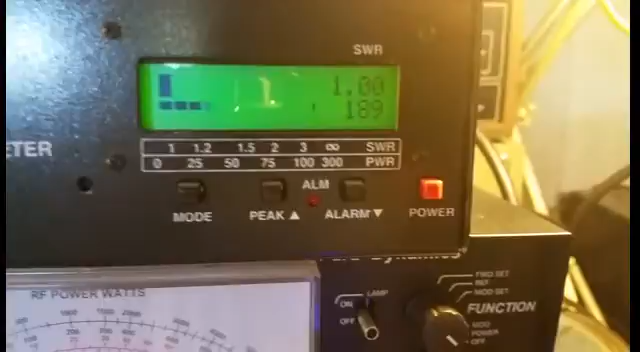 SWR
1.00
189
ETER
1 1.2 1.5 2 3 ∞ SWR
0 25 50 75 100 300 PWR
ALM
MODE PEAK ▲ ALARM ▼ POWER
RF POWER WATTS
LAMP
ON
OFF
FWD SET
REF
MOD SET
FUNCTION
MOD
POWER
OFF